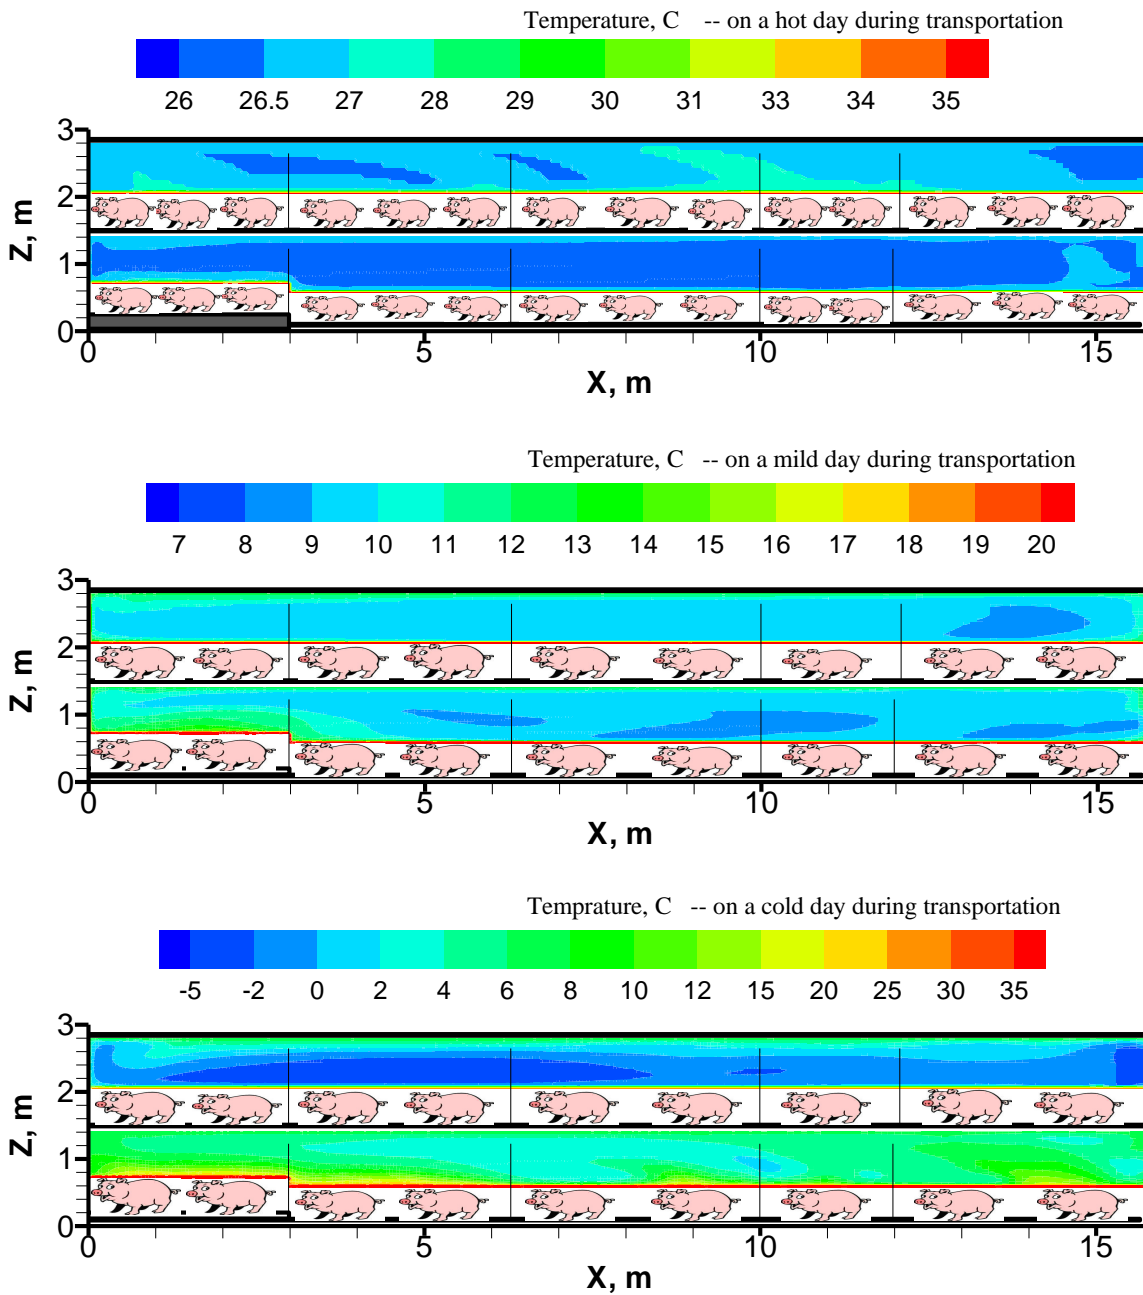 Temperature, C -- on a hot day during transportation
26 26.5 27 28 29 30 31 33 34 35
3
2
1
0
Z, m
0 5 10 15
X, m
Temperature, C -- on a mild day during transportation
7 8 9 10 11 12 13 14 15 16 17 18 19 20
3
2
1
0
Z, m
0 5 10 15
X, m
Temprature, C -- on a cold day during transportation
-5 -2 0 2 4 6 8 10 12 15 20 25 30 35
3
2
1
0
Z, m
0 5 10 15
X, m